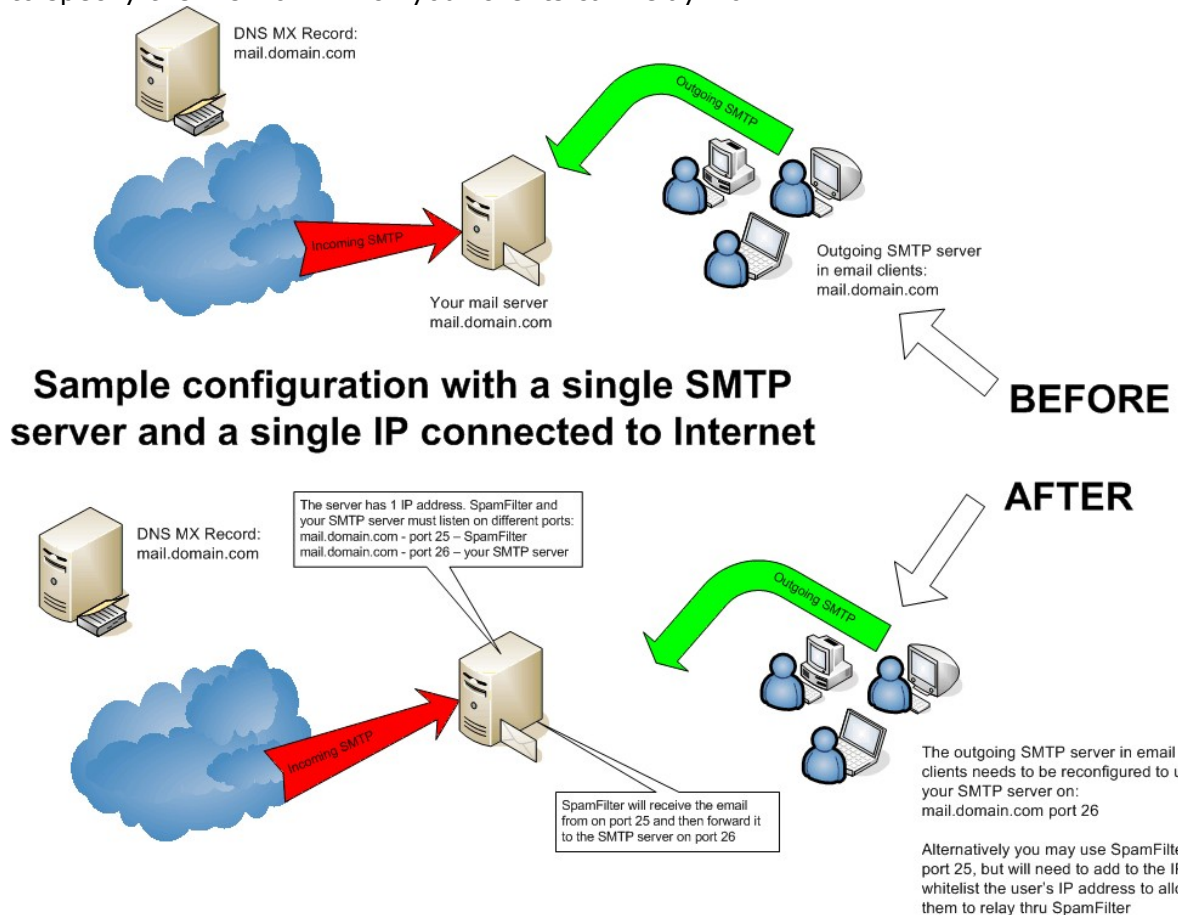 DNS MX Record:
mail.domain.com
Outgoing SMTP
Incoming SMTP
Your mail server
mail.domain.com
Outgoing SMTP server
in email clients:
mail.domain.com
Sample configuration with a single SMTP
server and a single IP connected to Internet
BEFORE
AFTER
DNS MX Record:
mail.domain.com
The server has 1 IP address. SpamFilter and
your SMTP server must listen on different ports:
mail.domain.com - port 25 – SpamFilter
mail.domain.com - port 26 – your SMTP server
Outgoing SMTP
Incoming SMTP
SpamFilter will receive the email
from on port 25 and then forward it
to the SMTP server on port 26
The outgoing SMTP server in email
clients needs to be reconfigured to
your SMTP server on:
mail.domain.com port 26
Alternatively you may use
port 25, but will need to add to the
whitelist the user's IP address to
them to relay thru SpamFilter